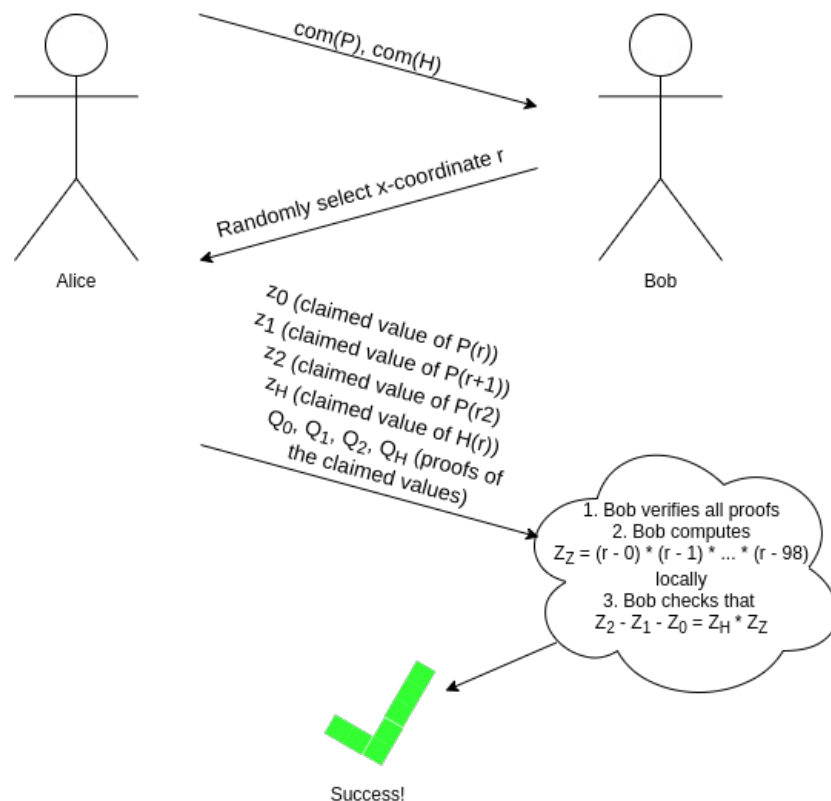 com(P), com(H)
Randomly select x-coordinate r
Alice
Bob
z0 (claimed value of P(r))
z1 (claimed value of P(r+1))
z2 (claimed value of P(r2)
zH (claimed value of H(r))
Q0, Q1, Q2, QH (proofs of
the claimed values)
1. Bob verifies all proofs
2. Bob computes
ZZ = (r - 0) * (r - 1) * ... * (r - 98)
locally
3. Bob checks that
Z2 - Z1 - Z0 = ZH * ZZ
Success!